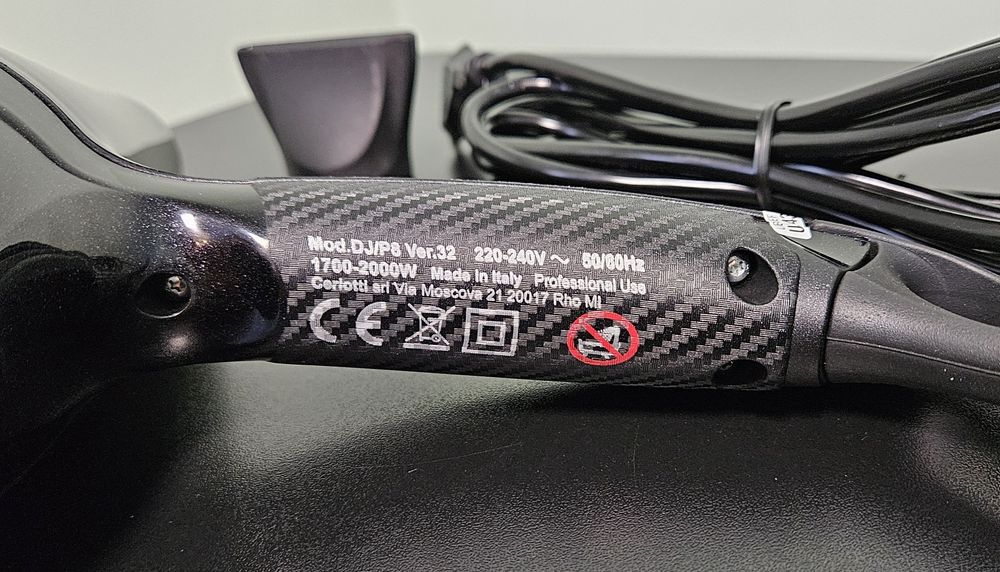 Mod.DJ/P8 Ver.32 220-240V ~ 50/60Hz
1700-2000W Made in Italy Professional Use
Ceriotti srl Via Moscova 21 20017 Rho MI
CE